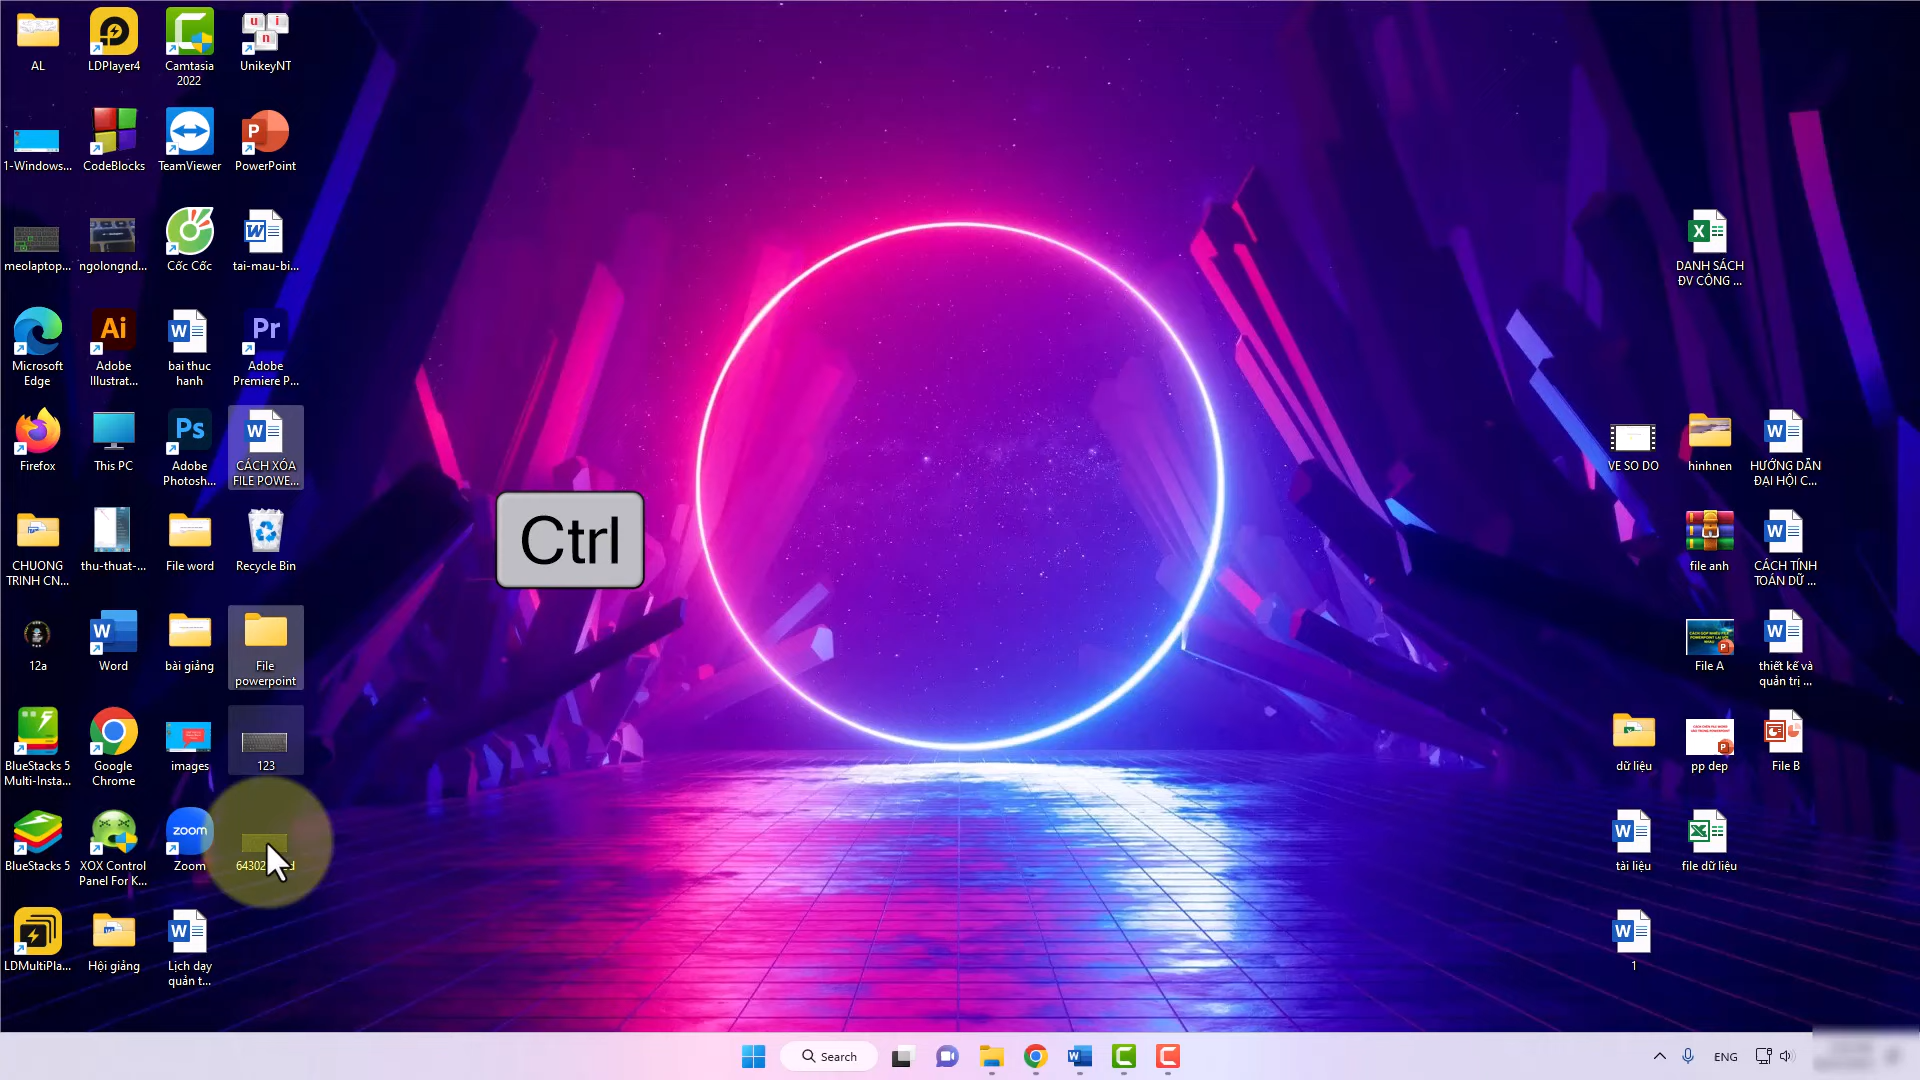 AL
LDPlayer4
Camtasia
2022
UnikeyNT
1-Windows...
CodeBlocks
TeamViewer
PowerPoint
meolaptop...
ngolongnd...
Cốc Cốc
tai-mau-bi...
DANH SÁCH
ĐV CÔNG ...
Microsoft
Edge
Adobe
Illustrat...
bai thuc
hanh
Adobe
Premiere P...
Firefox
This PC
Adobe
Photosh...
CÁCH XÓA
FILE POWE...
VE SO DO
hinhnen
HƯỚNG DẪN
ĐẠI HỘI C...
Ctrl
CHUONG
TRINH CN...
thu-thuat-...
File word
Recycle Bin
file anh
CÁCH TÍNH
TOÁN DỮ ...
12a
Word
bài giảng
File
powerpoint
File A
thiết kế và
quản trị ...
BlueStacks 5
Multi-Insta...
Google
Chrome
images
123
dữ liệu
pp dep
File B
BlueStacks 5
XOX Control
Panel For K...
zoom
Zoom
tài liệu
file dữ liệu
LDMultiPla...
Hội giảng
Lịch dạy
quản t...
1
Search
ENG